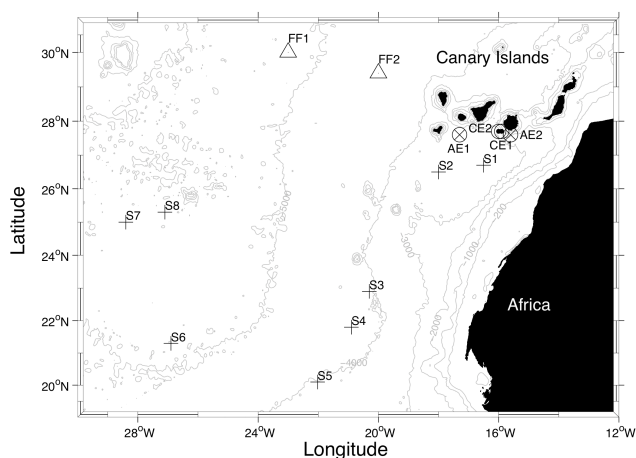 30°N
28°N
26°N
24°N
22°N
20°N
28°W
24°W
20°W
16°W
12°W
Latitude
Longitude
FF1
FF2
Canary Islands
CE2
CE1
AE1
AE2
S1
S2
S7
S8
S3
S4
S6
S5
Africa
-5000
-4000
-3000
-2000
-1000
-200